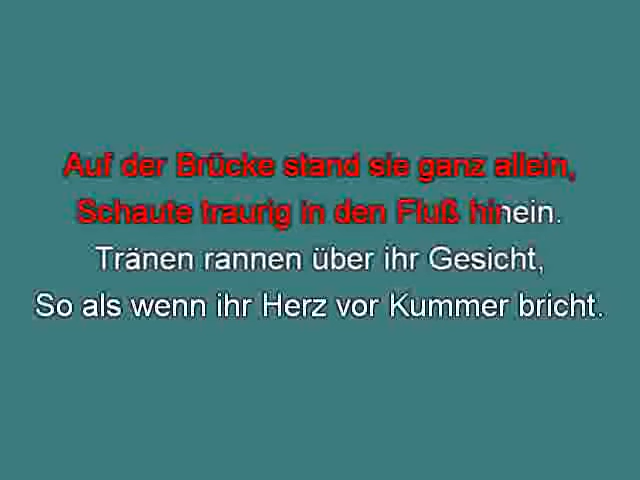 Auf der Brücke stand sie ganz allein,
Schaute traurig in den Fluß hinein.
Tränen rannen über ihr Gesicht,
So als wenn ihr Herz vor Kummer bricht.